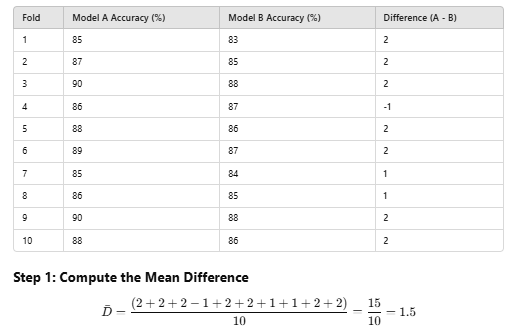 Fold Model A Accuracy (%) Model B Accuracy (%) Difference (A - B)
1 85 83 2
2 87 85 2
3 90 88 2
4 86 87 -1
5 88 86 2
6 89 87 2
7 85 84 1
8 86 85 1
9 90 88 2
10 88 86 2
Step 1: Compute the Mean Difference
D̄ = (2 + 2 + 2 − 1 + 2 + 2 + 1 + 1 + 2 + 2) / 10 = 15 / 10 = 1.5